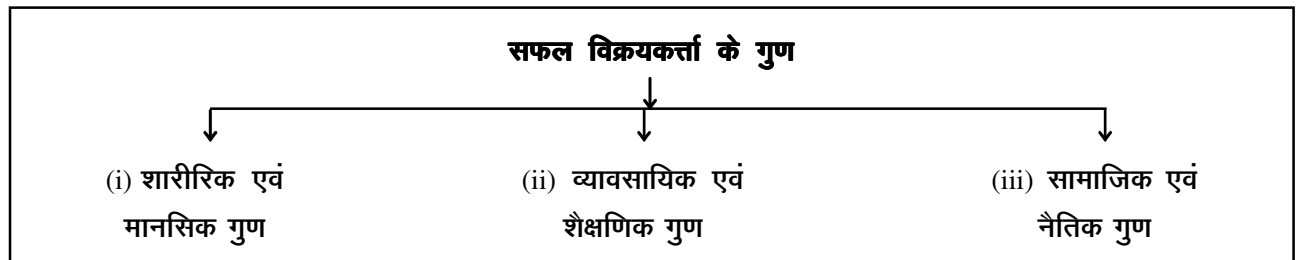 सफल विक्रयकर्त्ता के गुण
(i) शारीरिक एवं
मानसिक गुण
(ii) व्यावसायिक एवं
शैक्षणिक गुण
(iii) सामाजिक एवं
नैतिक गुण